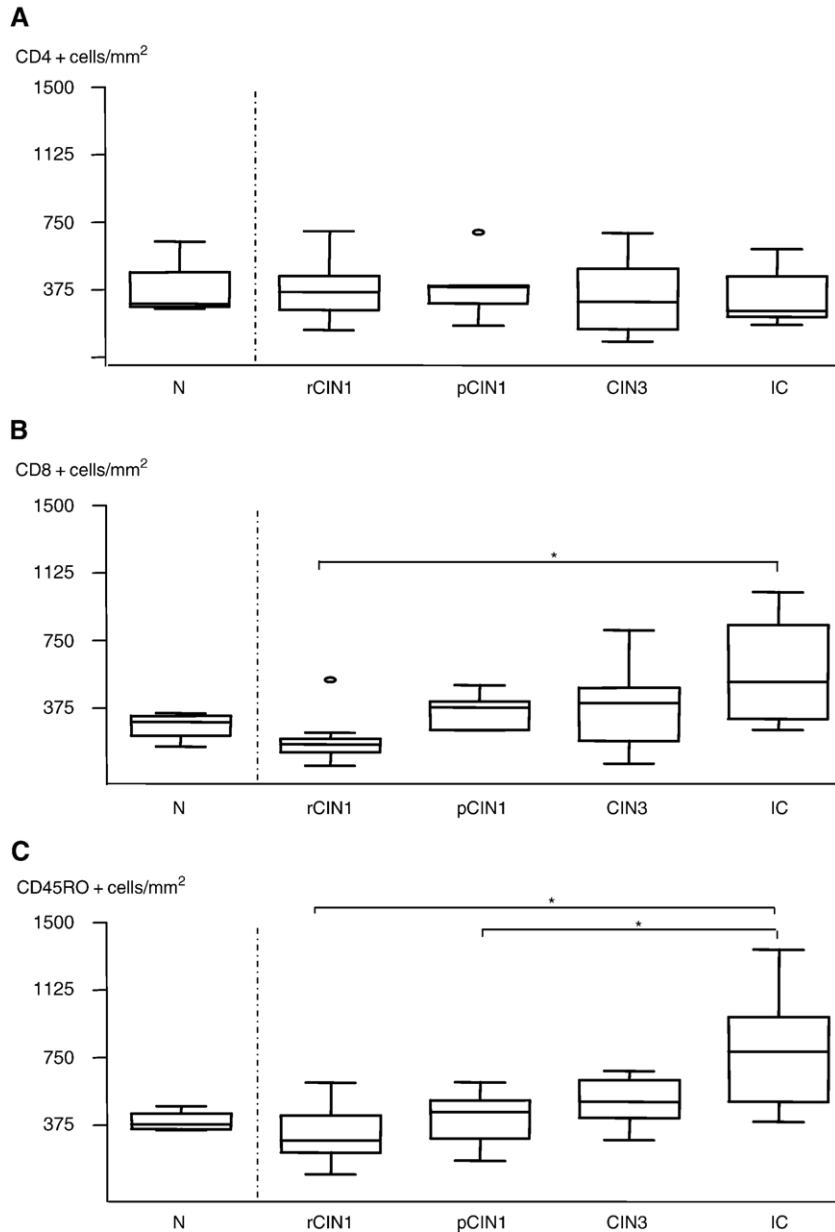 A
CD4 + cells/mm²
1500
1125
750
375
N rCIN1 pCIN1 CIN3 IC
B
CD8 + cells/mm²
1500
*
1125
750
375
N rCIN1 pCIN1 CIN3 IC
C
CD45RO + cells/mm²
*
1500
*
1125
750
375
N rCIN1 pCIN1 CIN3 IC